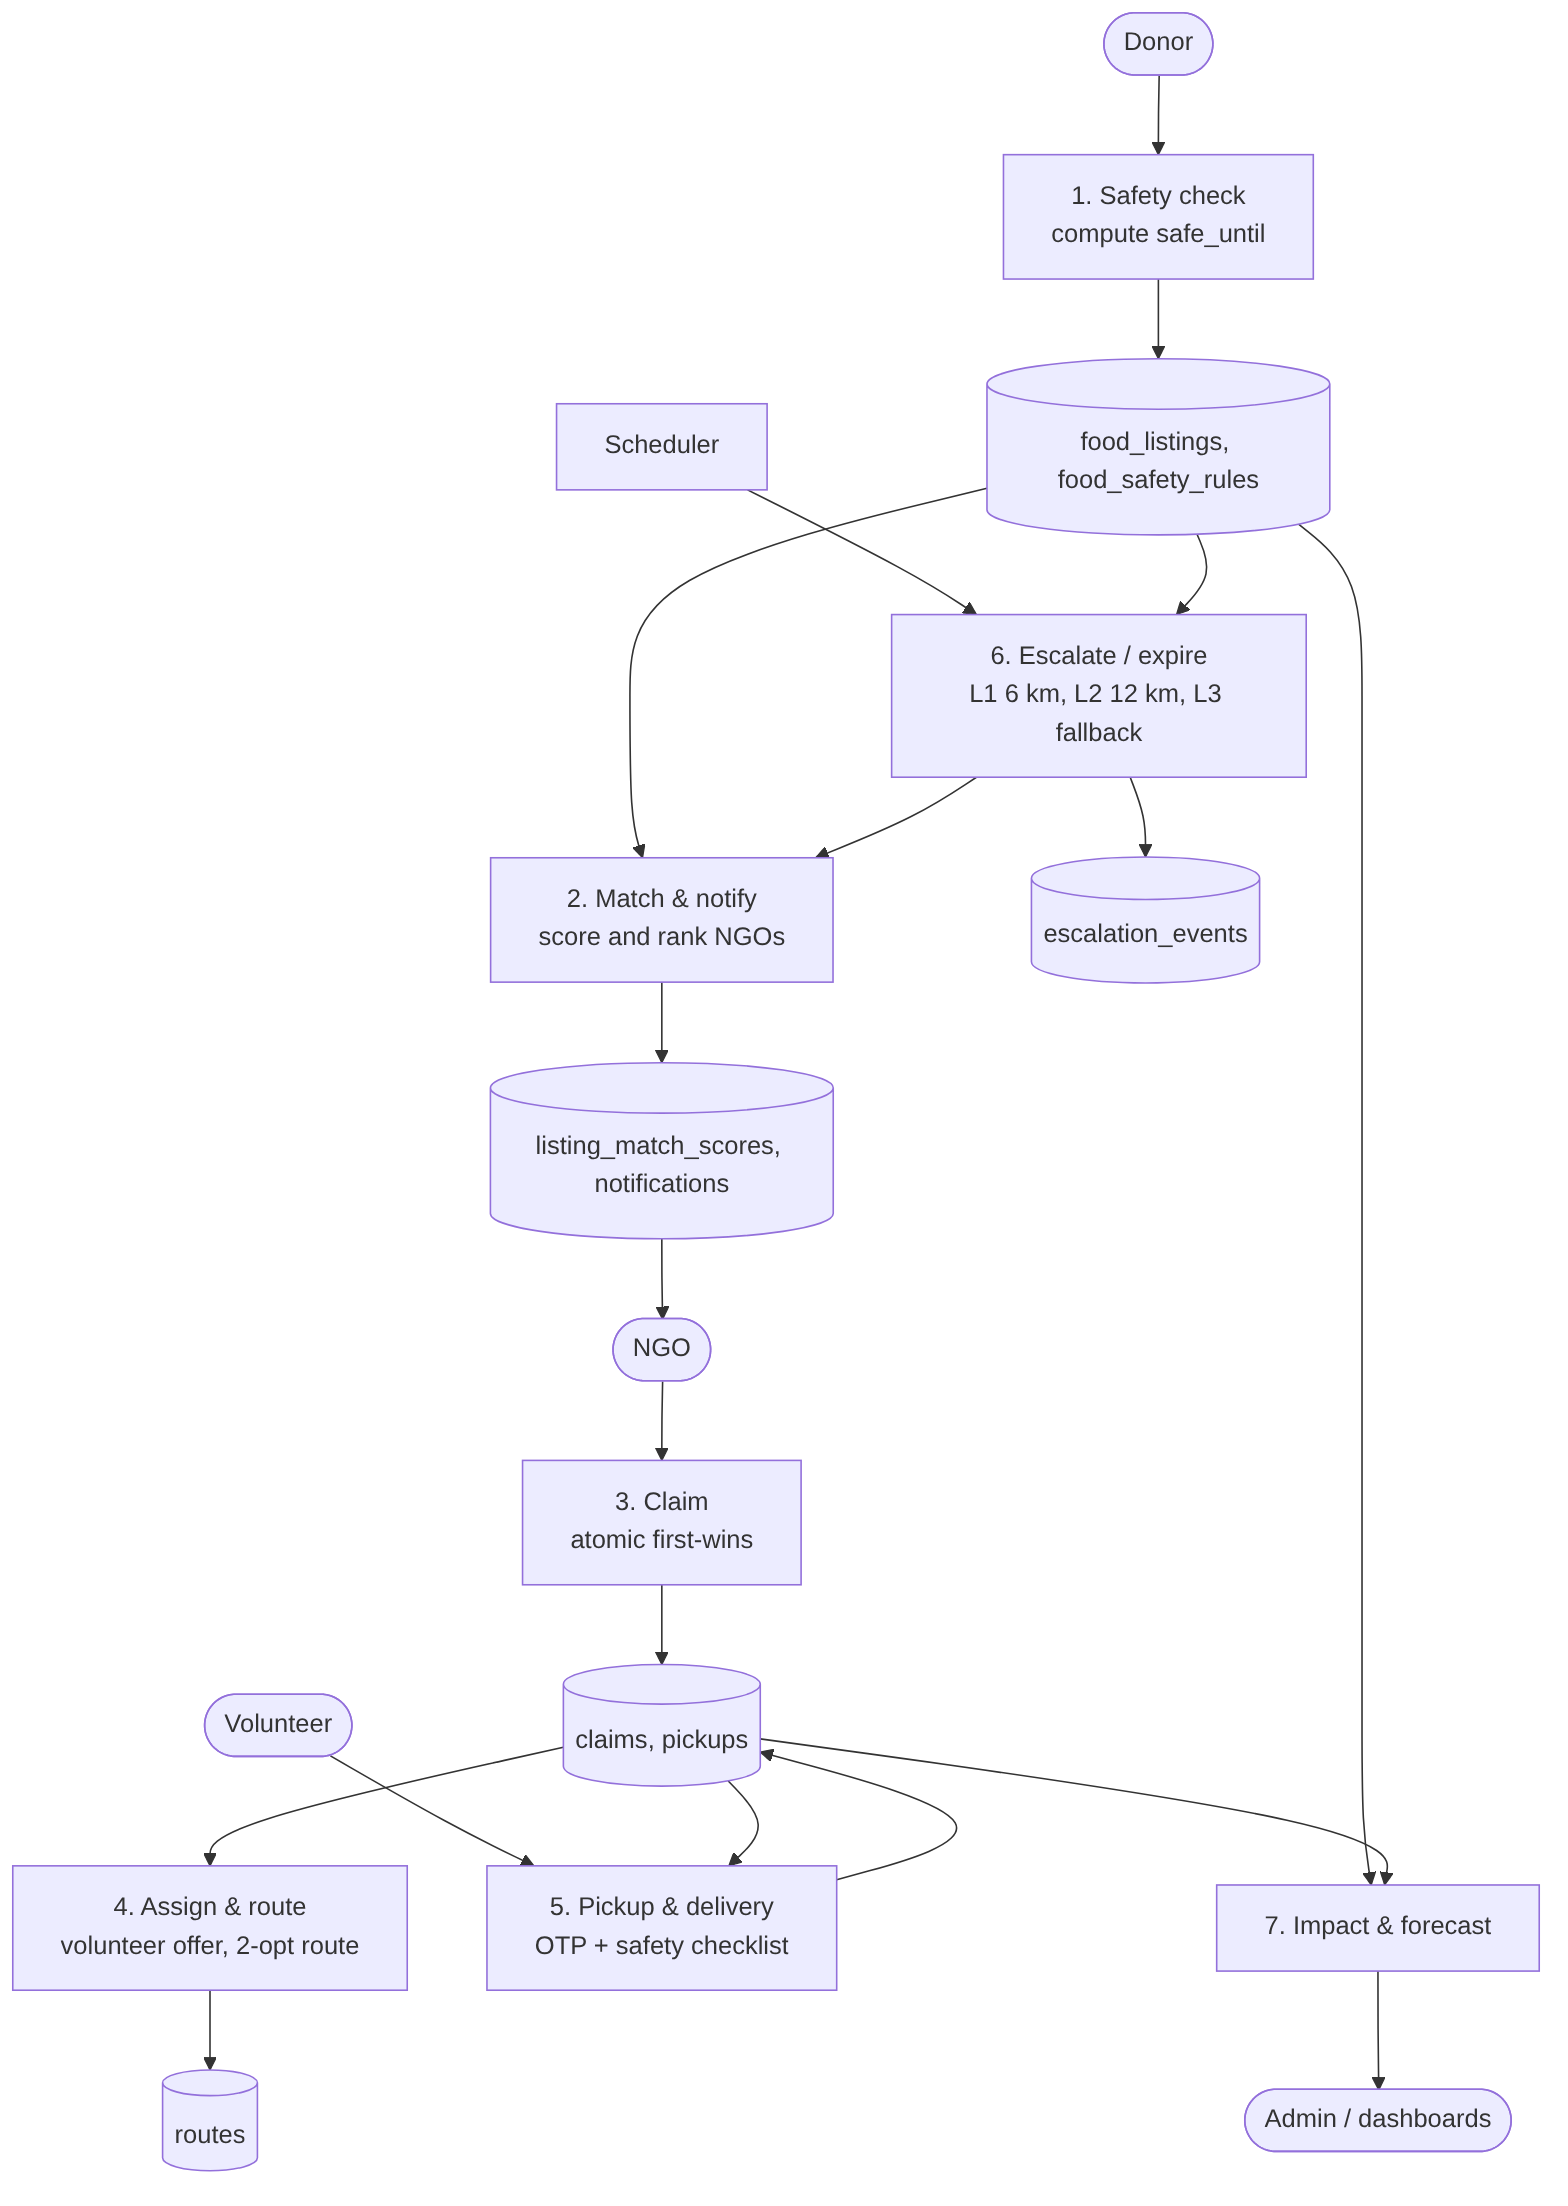 Donor
1. Safety check
compute safe_until
food_listings,
food_safety_rules
Scheduler
6. Escalate / expire
L1 6 km, L2 12 km, L3
fallback
2. Match & notify
score and rank NGOs
escalation_events
listing_match_scores,
notifications
NGO
3. Claim
atomic first-wins
claims, pickups
Volunteer
4. Assign & route
volunteer offer, 2-opt route
5. Pickup & delivery
OTP + safety checklist
7. Impact & forecast
routes
Admin / dashboards